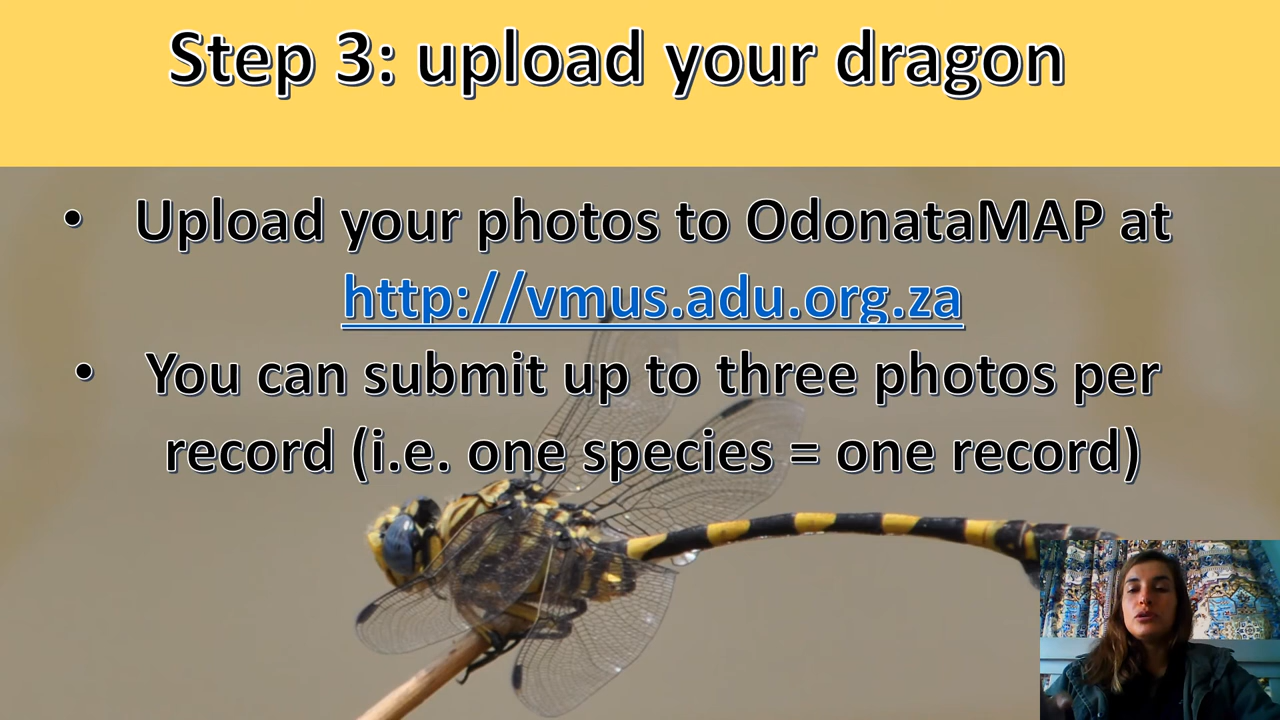 Step 3: upload your dragon
• Upload your photos to OdonataMAP at
http://vmus.adu.org.za
• You can submit up to three photos per
record (i.e. one species = one record)